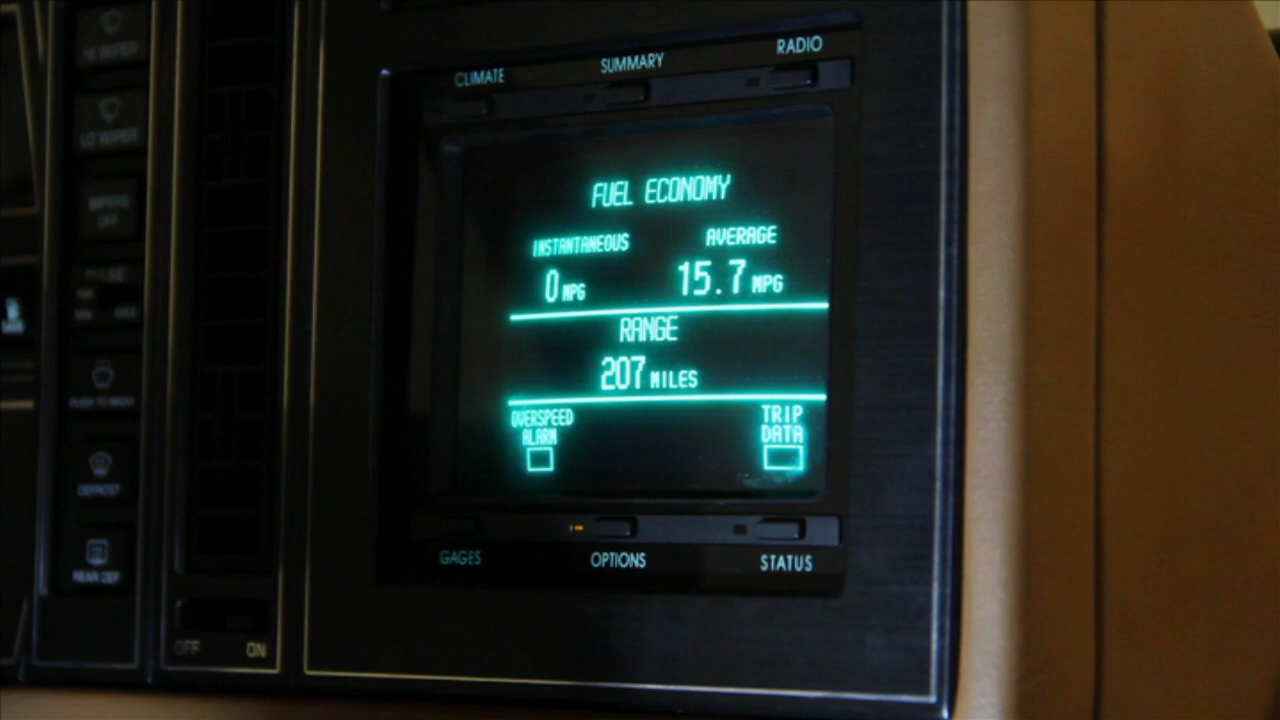 CLIMATE SUMMARY RADIO
FUEL ECONOMY
INSTANTANEOUS AVERAGE
0 MPG 15.7 MPG
RANGE
207 MILES
OVERSPEED ALARM
TRIP DATA
GAGES OPTIONS STATUS
HI WIPER
LO WIPER
PUSH TO WASH
DEFROST
REAR DEF
OFF ON